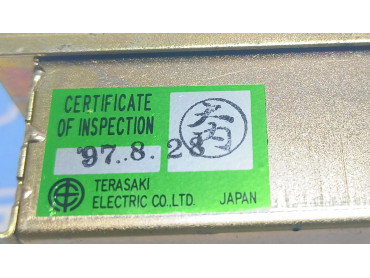 CERTIFICATE
OF INSPECTION
97.8.28
TERASAKI
ELECTRIC CO.,LTD. JAPAN